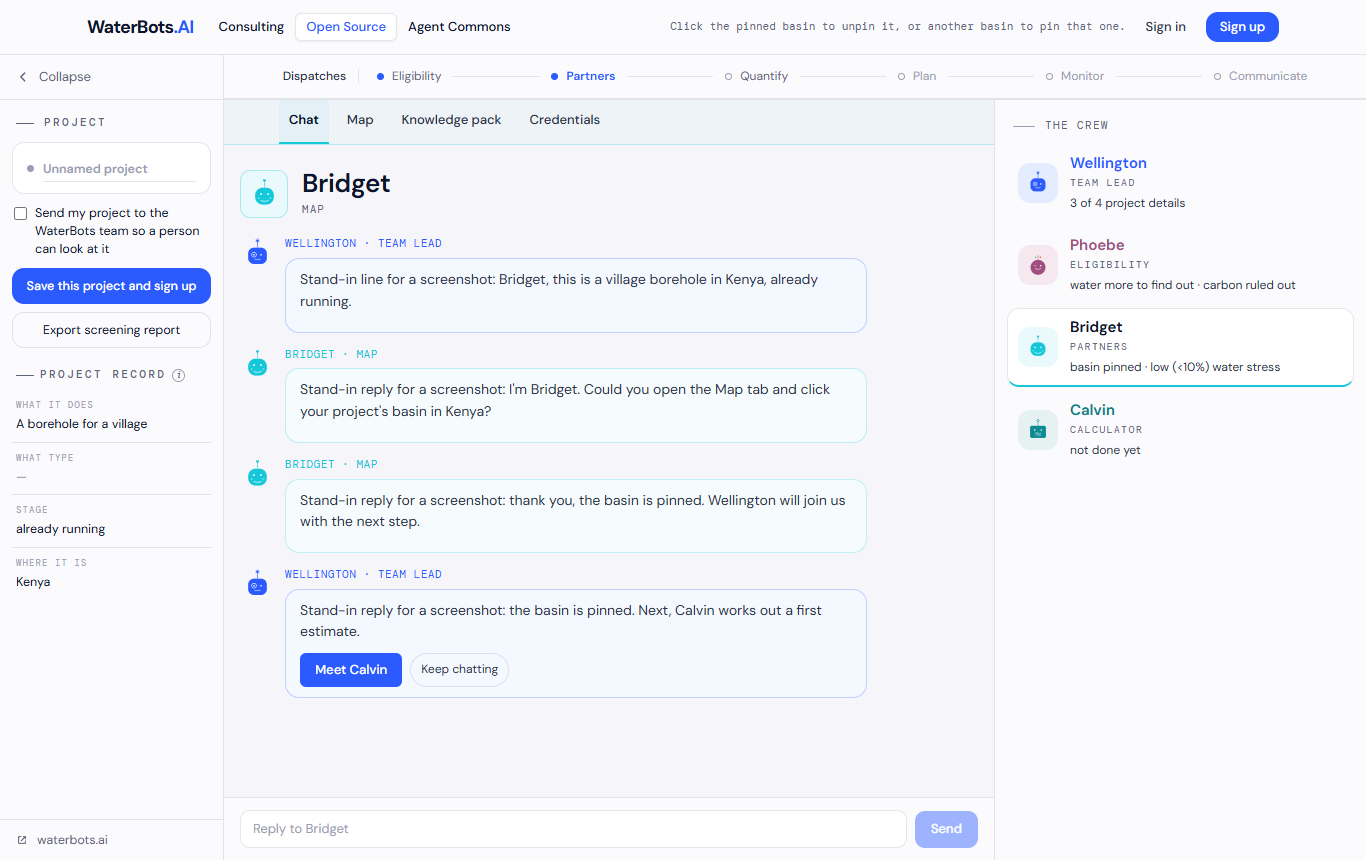 WaterBots.AI
Consulting
Open Source
Agent Commons
Click the pinned basin to unpin it, or another basin to pin that one.
Sign in
Sign up
Collapse
Dispatches
Eligibility
Partners
Quantify
Plan
Monitor
Communicate
PROJECT
Unnamed project
Send my project to the
WaterBots team so a person
can look at it
Save this project and sign up
Export screening report
PROJECT RECORD i
WHAT IT DOES
A borehole for a village
WHAT TYPE
—
STAGE
already running
WHERE IT IS
Kenya
waterbots.ai
Chat
Map
Knowledge pack
Credentials
Bridget
MAP
WELLINGTON · TEAM LEAD
Stand-in line for a screenshot: Bridget, this is a village borehole in Kenya, already
running.
BRIDGET · MAP
Stand-in reply for a screenshot: I'm Bridget. Could you open the Map tab and click
your project's basin in Kenya?
BRIDGET · MAP
Stand-in reply for a screenshot: thank you, the basin is pinned. Wellington will join us
with the next step.
WELLINGTON · TEAM LEAD
Stand-in reply for a screenshot: the basin is pinned. Next, Calvin works out a first
estimate.
Meet Calvin
Keep chatting
Reply to Bridget
Send
THE CREW
Wellington
TEAM LEAD
3 of 4 project details
Phoebe
ELIGIBILITY
water more to find out · carbon ruled out
Bridget
PARTNERS
basin pinned · low (<10%) water stress
Calvin
CALCULATOR
not done yet